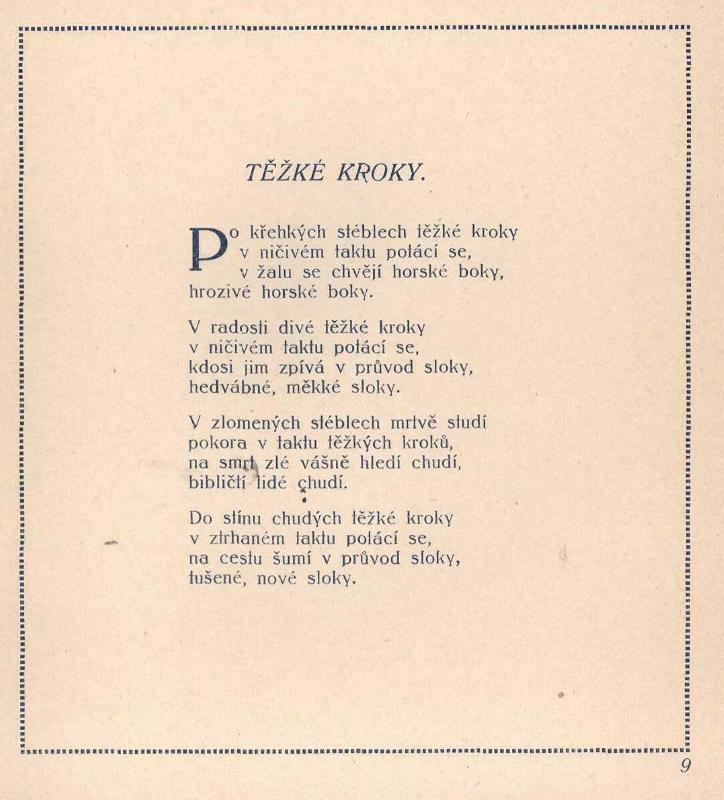 TĚŽKÉ KROKY.
Po křehkých stéblech těžké kroky
v ničivém taktu potácí se,
v žalu se chvějí horské boky,
hrozivé horské boky.
V radosti divé těžké kroky
v ničivém taktu potácí se,
kdosi jim zpívá v průvod sloky,
hedvábné, měkké sloky.
V zlomených stéblech mrtvě studí
pokora v taktu těžkých kroků,
na smrt zlé vášně hledí chudí,
bibličtí lidé chudí.
Do stínu chudých těžké kroky
v ztrhaném taktu potácí se,
na cestu šumí v průvod sloky,
tušené, nové sloky.
9